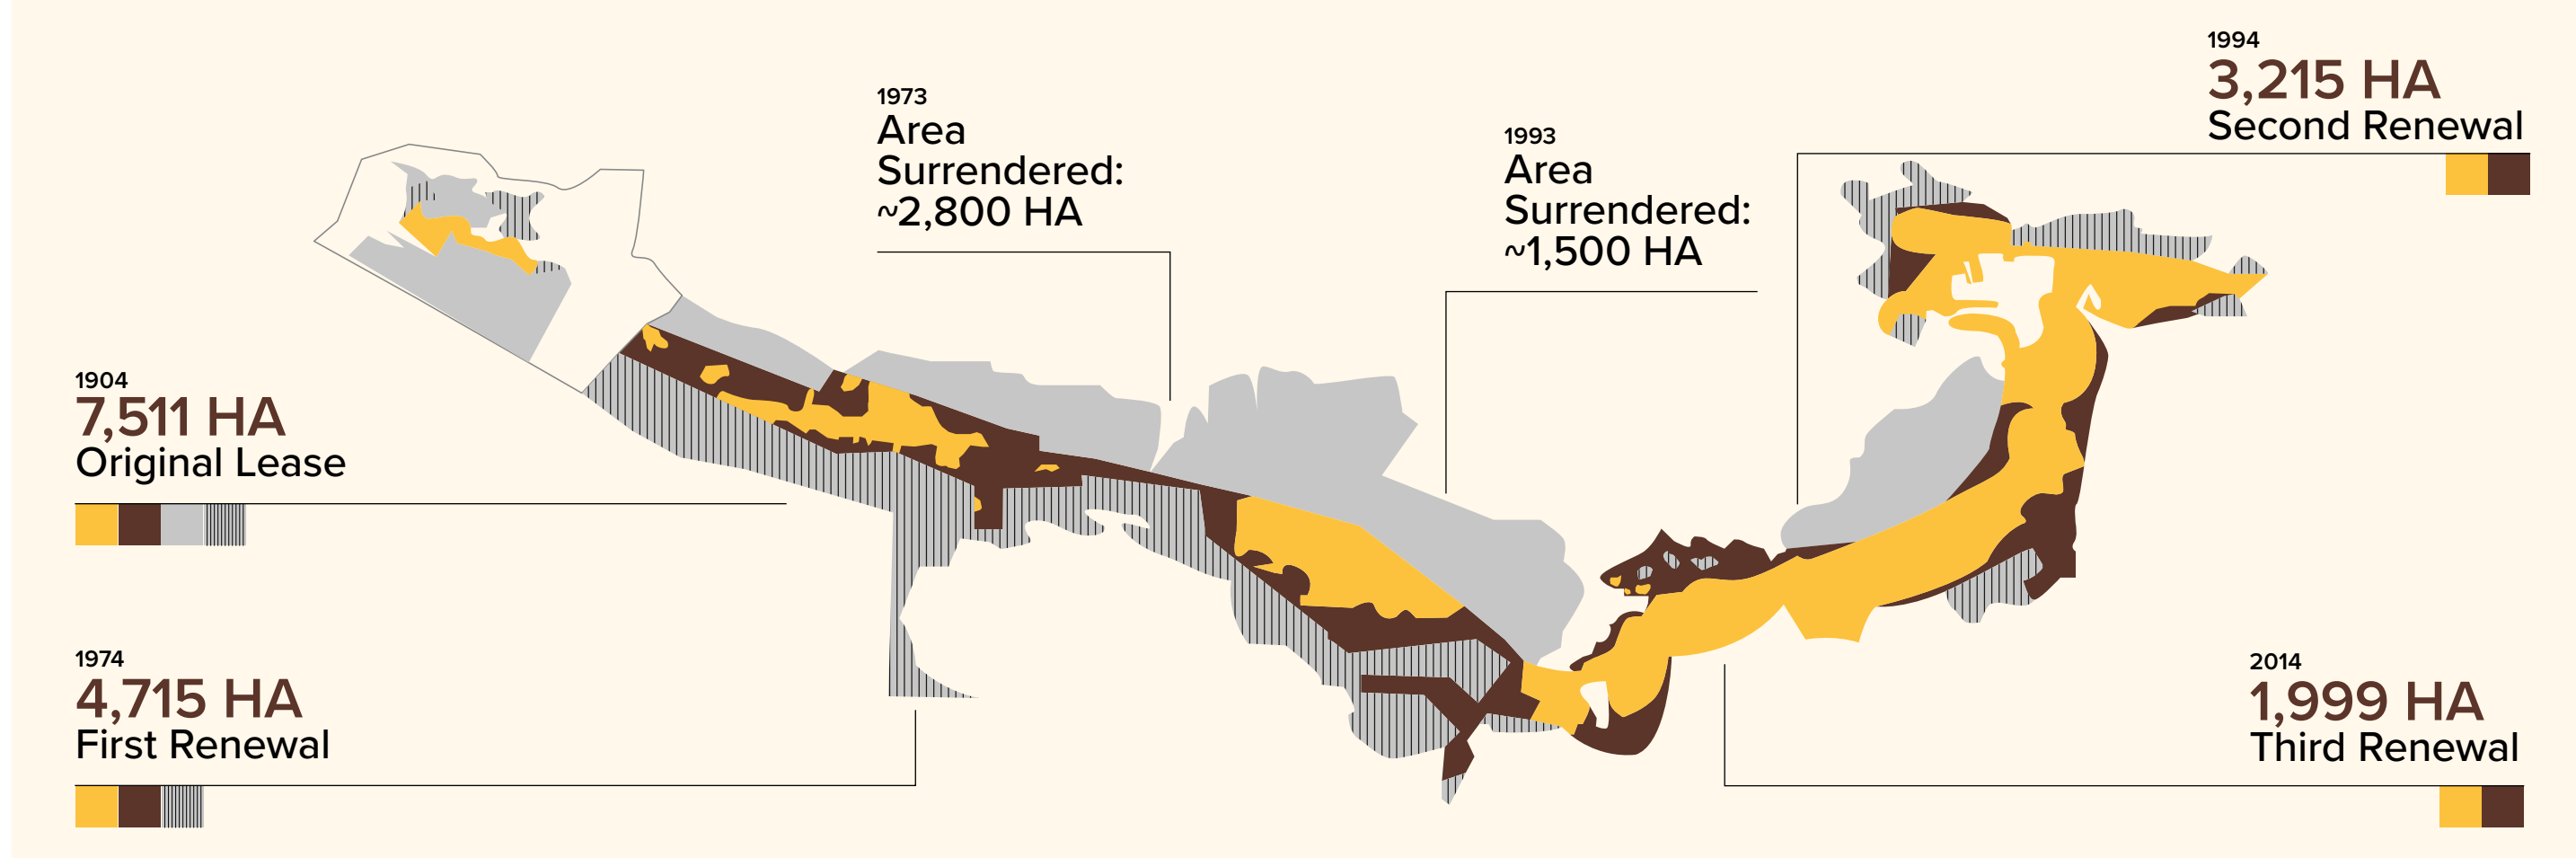 1904
7,511 HA
Original Lease
1974
4,715 HA
First Renewal
1973
Area
Surrendered:
~2,800 HA
1993
Area
Surrendered:
~1,500 HA
1994
3,215 HA
Second Renewal
2014
1,999 HA
Third Renewal